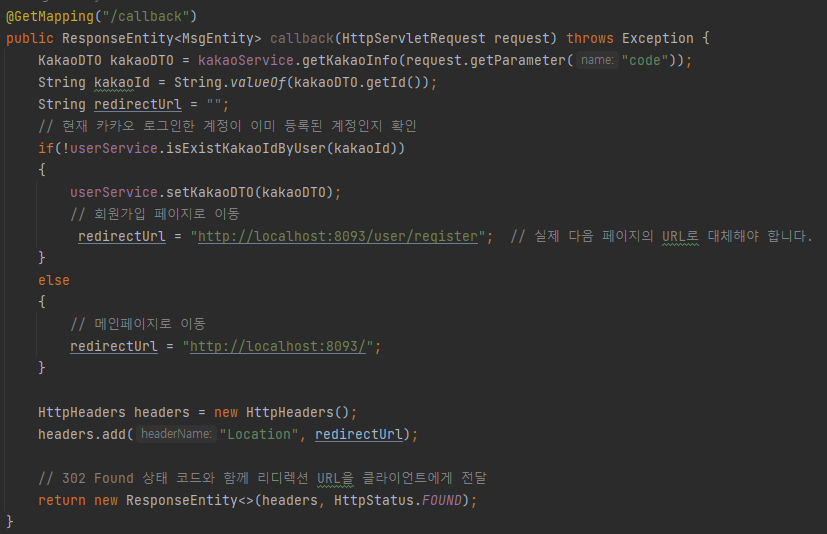 @GetMapping("/callback")
public ResponseEntity<MsgEntity> callback(HttpServletRequest request) throws Exception {
KakaoDTO kakaoDTO = kakaoService.getKakaoInfo(request.getParameter( name: "code"));
String kakaoId = String.valueOf(kakaoDTO.getId());
String redirectUrl = "";
// 현재 카카오 로그인한 계정이 이미 등록된 계정인지 확인
if(!userService.isExistKakaoIdByUser(kakaoId))
{
userService.setKakaoDTO(kakaoDTO);
// 회원가입 페이지로 이동
redirectUrl = "http://localhost:8093/user/register"; // 실제 다음 페이지의 URL로 대체해야 합니다.
}
else
{
// 메인페이지로 이동
redirectUrl = "http://localhost:8093/";
}
HttpHeaders headers = new HttpHeaders();
headers.add( headerName: "Location", redirectUrl);
// 302 Found 상태 코드와 함께 리디렉션 URL을 클라이언트에게 전달
return new ResponseEntity<>(headers, HttpStatus.FOUND);
}